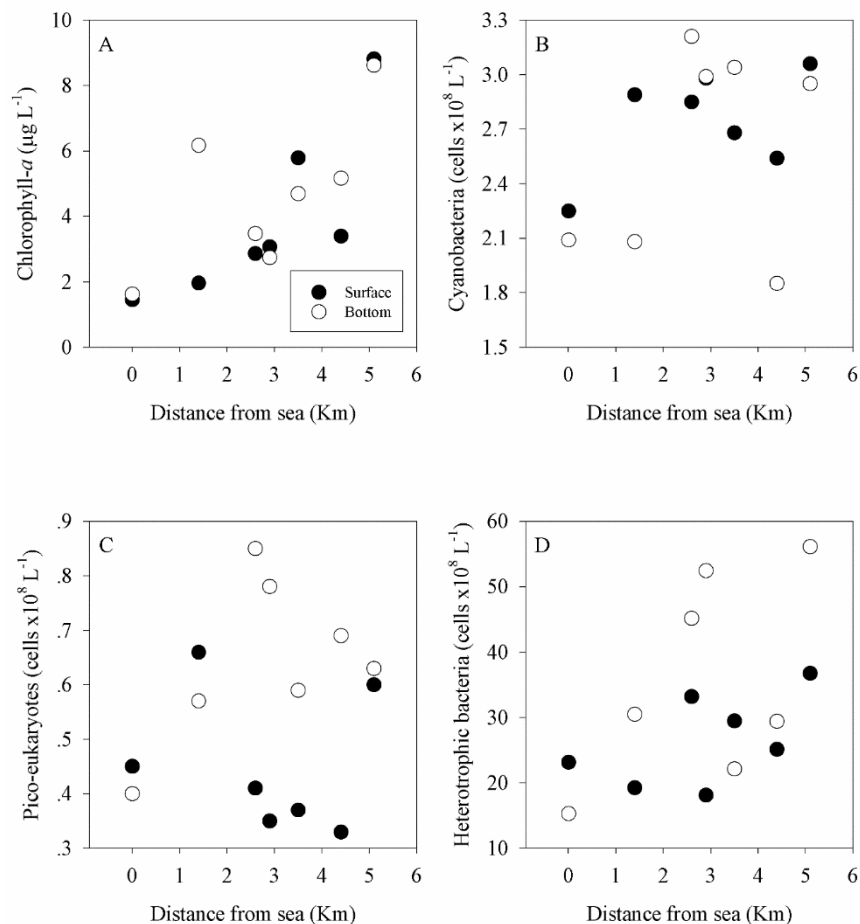 A
Chlorophyll-a (µg L⁻¹)
10
8
6
4
2
0
Surface
Bottom
0 1 2 3 4 5 6
Distance from sea (Km)
B
Cyanobacteria (cells x10⁸ L⁻¹)
3.3
3.0
2.7
2.4
2.1
1.8
1.5
0 1 2 3 4 5 6
Distance from sea (Km)
C
Pico-eukaryotes (cells x10⁸ L⁻¹)
.9
.8
.7
.6
.5
.4
.3
0 1 2 3 4 5 6
Distance from sea (Km)
D
Heterotrophic bacteria (cells x10⁸ L⁻¹)
60
50
40
30
20
10
0 1 2 3 4 5 6
Distance from sea (Km)